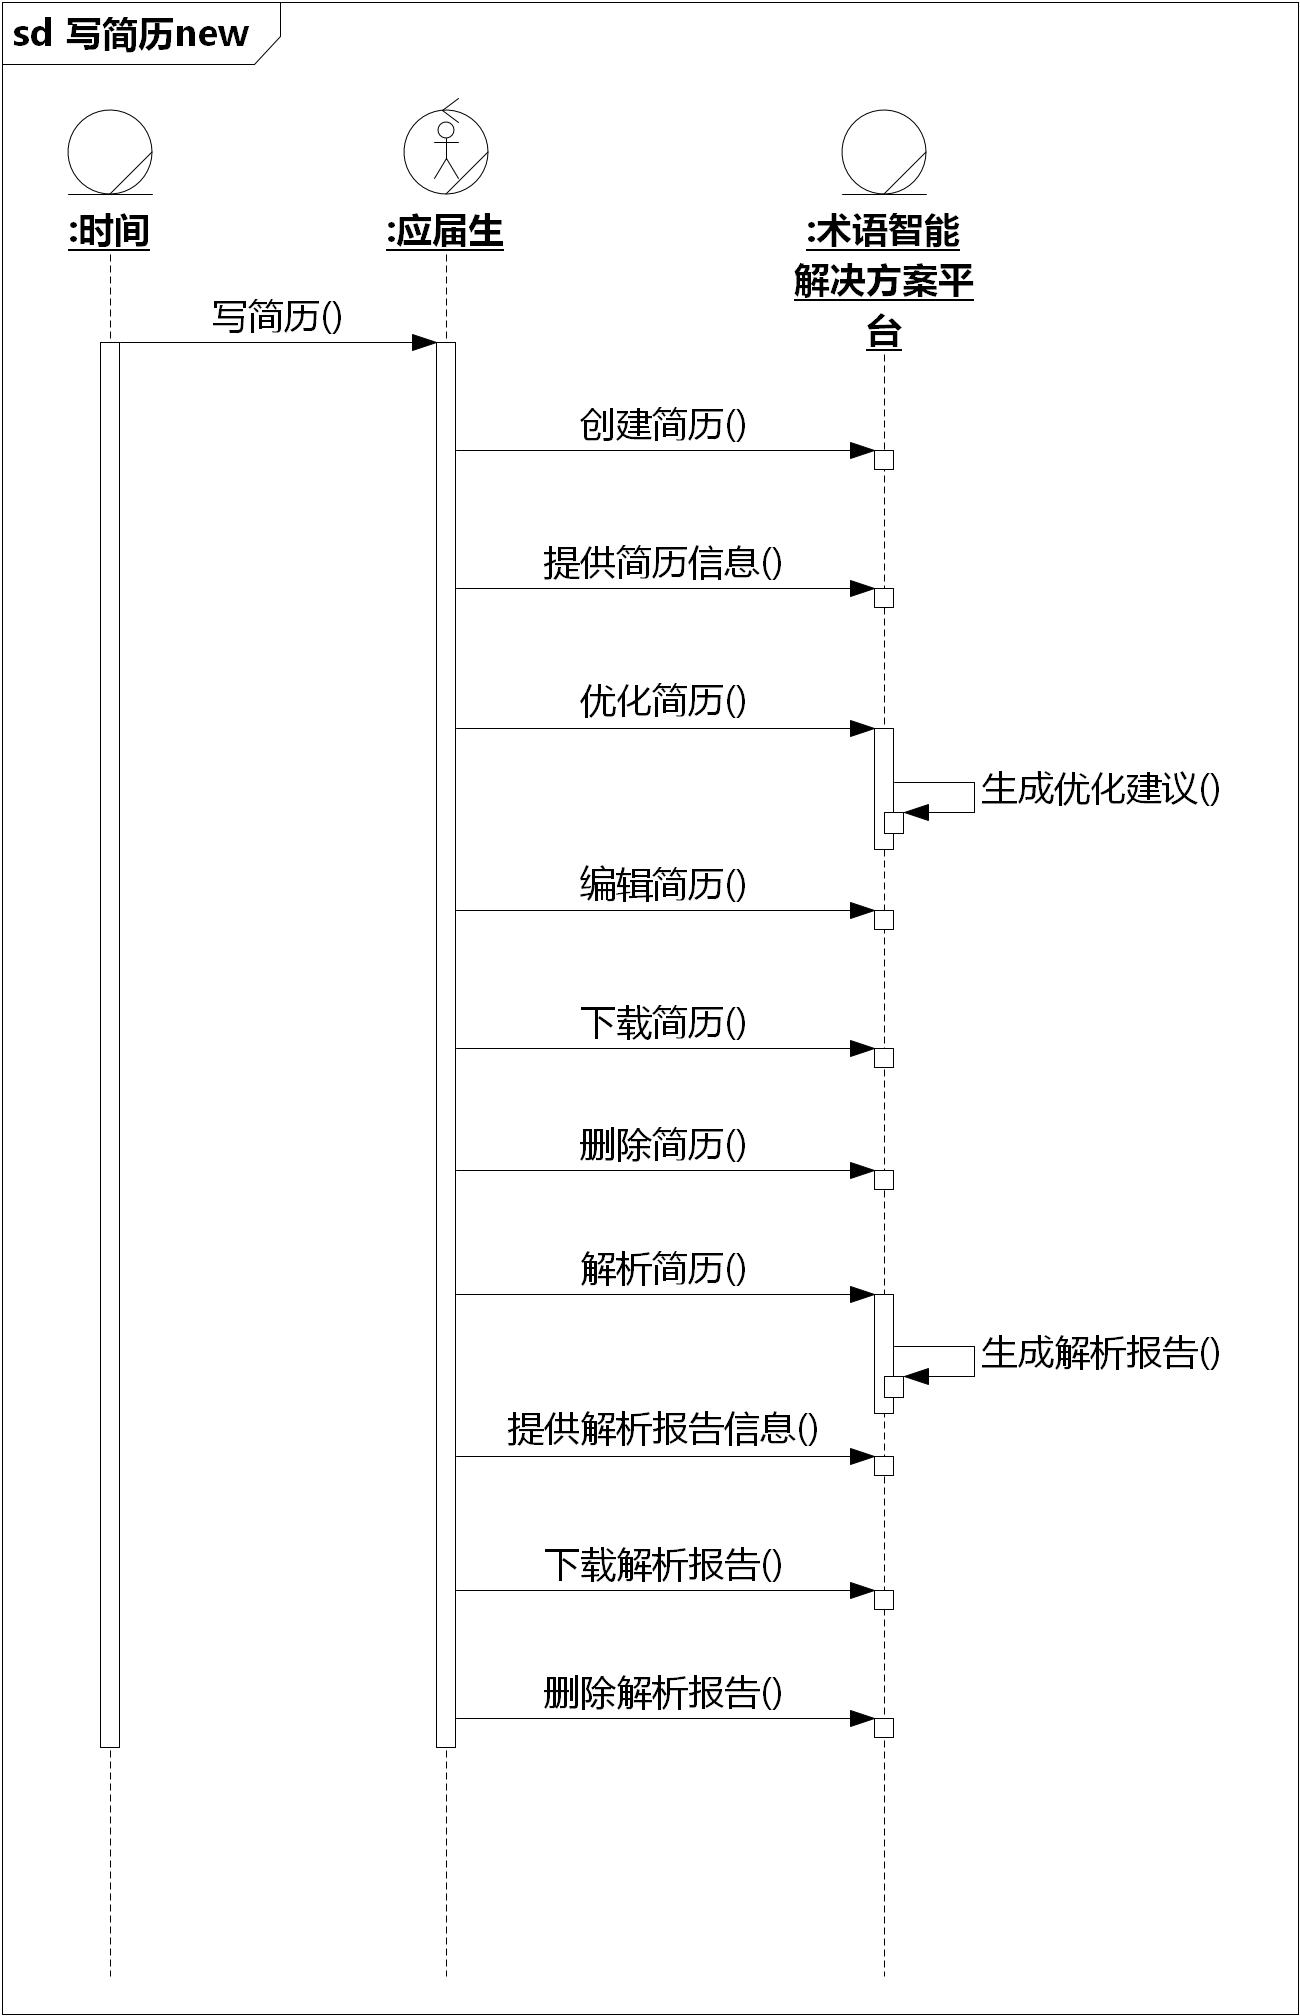 sd 写简历new
:时间
:应届生
:术语智能
解决方案平
台
写简历()
创建简历()
提供简历信息()
优化简历()
生成优化建议()
编辑简历()
下载简历()
删除简历()
解析简历()
生成解析报告()
提供解析报告信息()
下载解析报告()
删除解析报告()